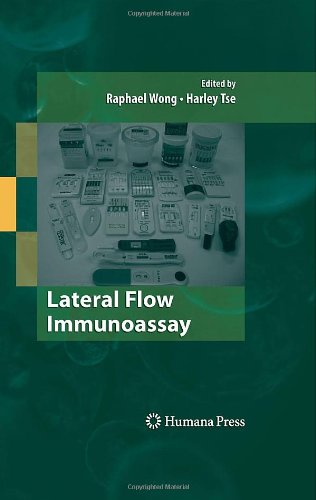 Edited by
Raphael Wong • Harley Tse
Lateral Flow
Immunoassay
Humana Press